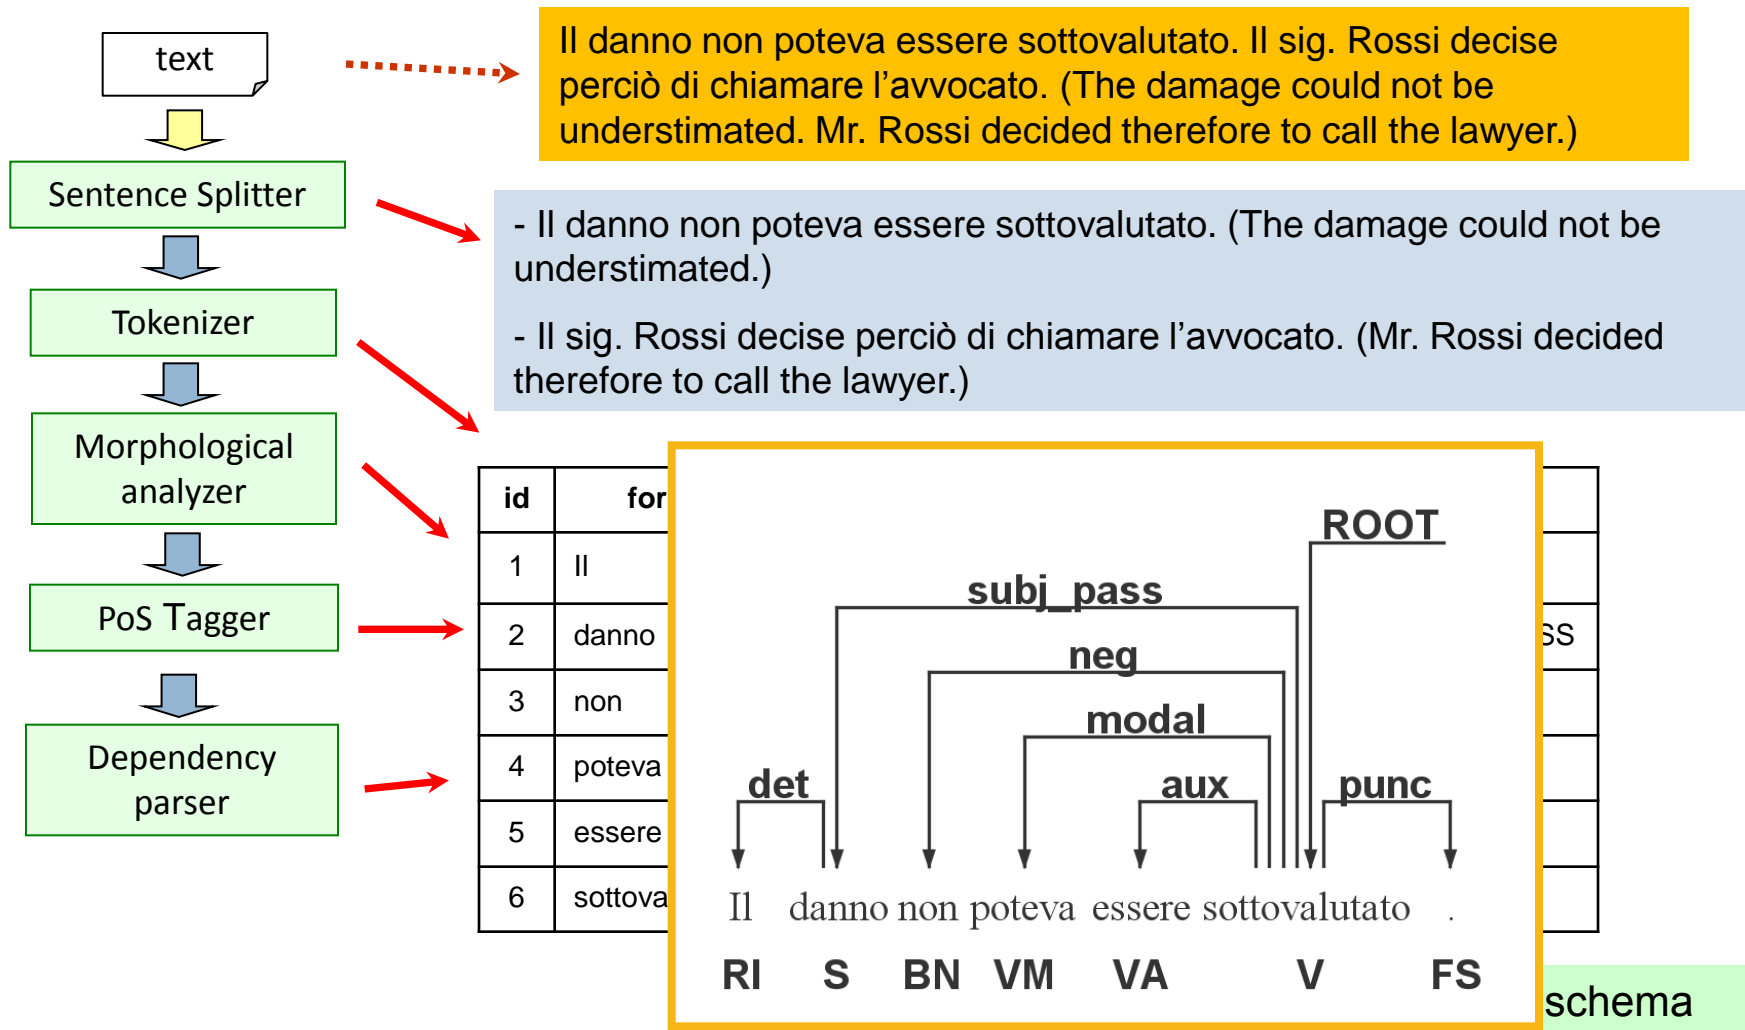 text
Il danno non poteva essere sottovalutato. Il sig. Rossi decise
perciò di chiamare l’avvocato. (The damage could not be
understimated. Mr. Rossi decided therefore to call the lawyer.)
Sentence Splitter
- Il danno non poteva essere sottovalutato. (The damage could not be
understimated.)
- Il sig. Rossi decise perciò di chiamare l’avvocato. (Mr. Rossi decided
therefore to call the lawyer.)
Tokenizer
Morphological
analyzer
PoS Tagger
Dependency
parser
id for
1 Il
2 danno SS
3 non
4 poteva
5 essere
6 sottova
ROOT
subj_pass
neg
modal
det aux punc
Il danno non poteva essere sottovalutato .
RI S BN VM VA V FS
schema